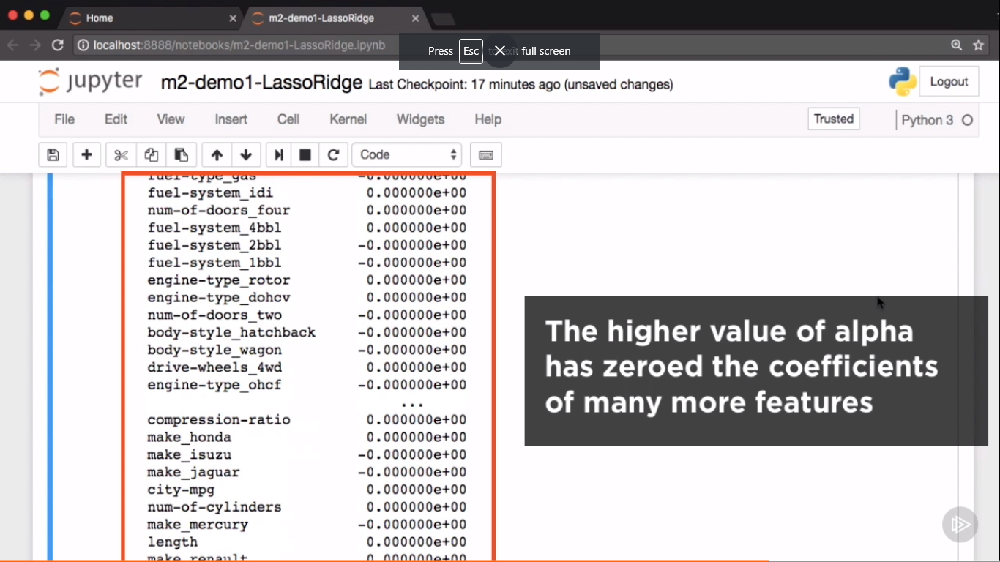 Home
m2-demo1-LassoRidge
localhost:8888/notebooks/m2-demo1-LassoRidge.ipynb
Press Esc to exit full screen
jupyter m2-demo1-LassoRidge Last Checkpoint: 17 minutes ago (unsaved changes)
Logout
File Edit View Insert Cell Kernel Widgets Help
Trusted
Python 3
Code
fuel-type_gas -0.000000e+00
fuel-system_idi 0.000000e+00
num-of-doors_four 0.000000e+00
fuel-system_4bbl 0.000000e+00
fuel-system_2bbl -0.000000e+00
fuel-system_1bbl -0.000000e+00
engine-type_rotor 0.000000e+00
engine-type_dohcv 0.000000e+00
num-of-doors_two -0.000000e+00
body-style_hatchback -0.000000e+00
body-style_wagon -0.000000e+00
drive-wheels_4wd 0.000000e+00
engine-type_ohcf -0.000000e+00
...
compression-ratio 0.000000e+00
make_honda 0.000000e+00
make_isuzu -0.000000e+00
make_jaguar -0.000000e+00
city-mpg 0.000000e+00
num-of-cylinders 0.000000e+00
make_mercury -0.000000e+00
length 0.000000e+00
make_renault 0.000000e+00
The higher value of alpha
has zeroed the coefficients
of many more features